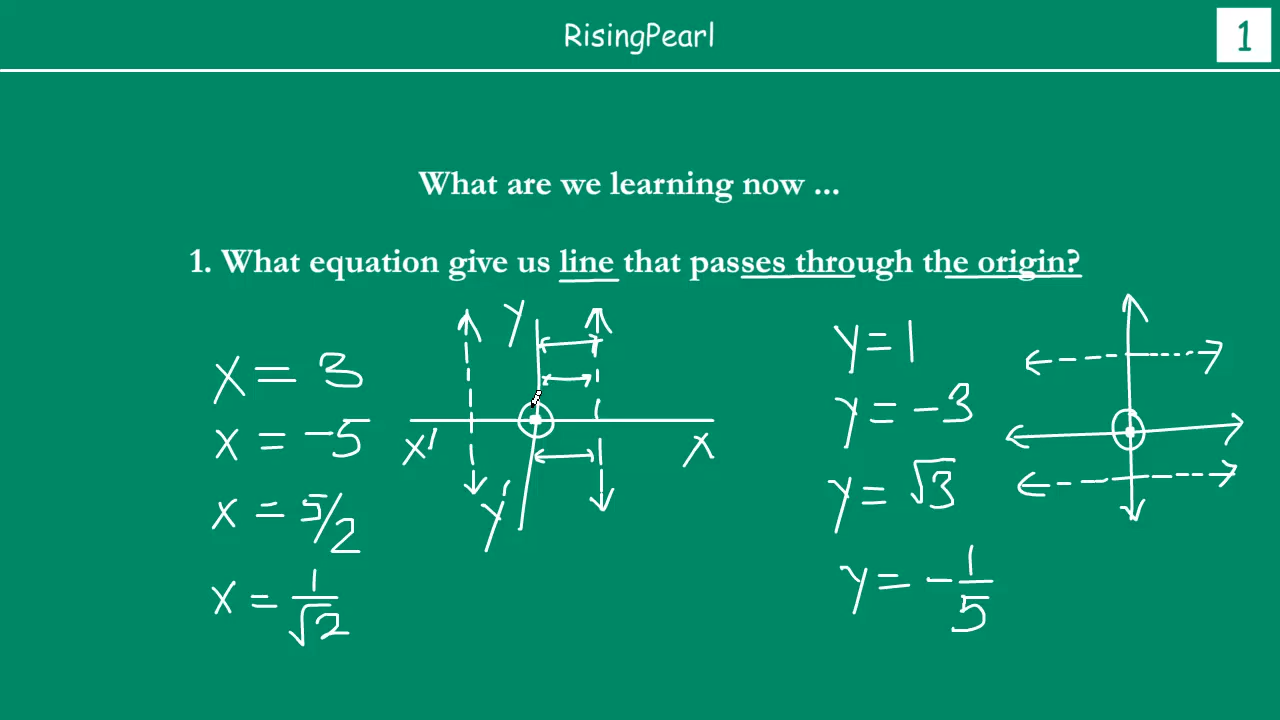 RisingPearl
1
What are we learning now ...
1. What equation give us line that passes through the origin?
x = 3
x = -5
x = 5/2
x = 1/√2
Y
X'
X
Y'
y = 1
y = -3
y = √3
y = -1/5